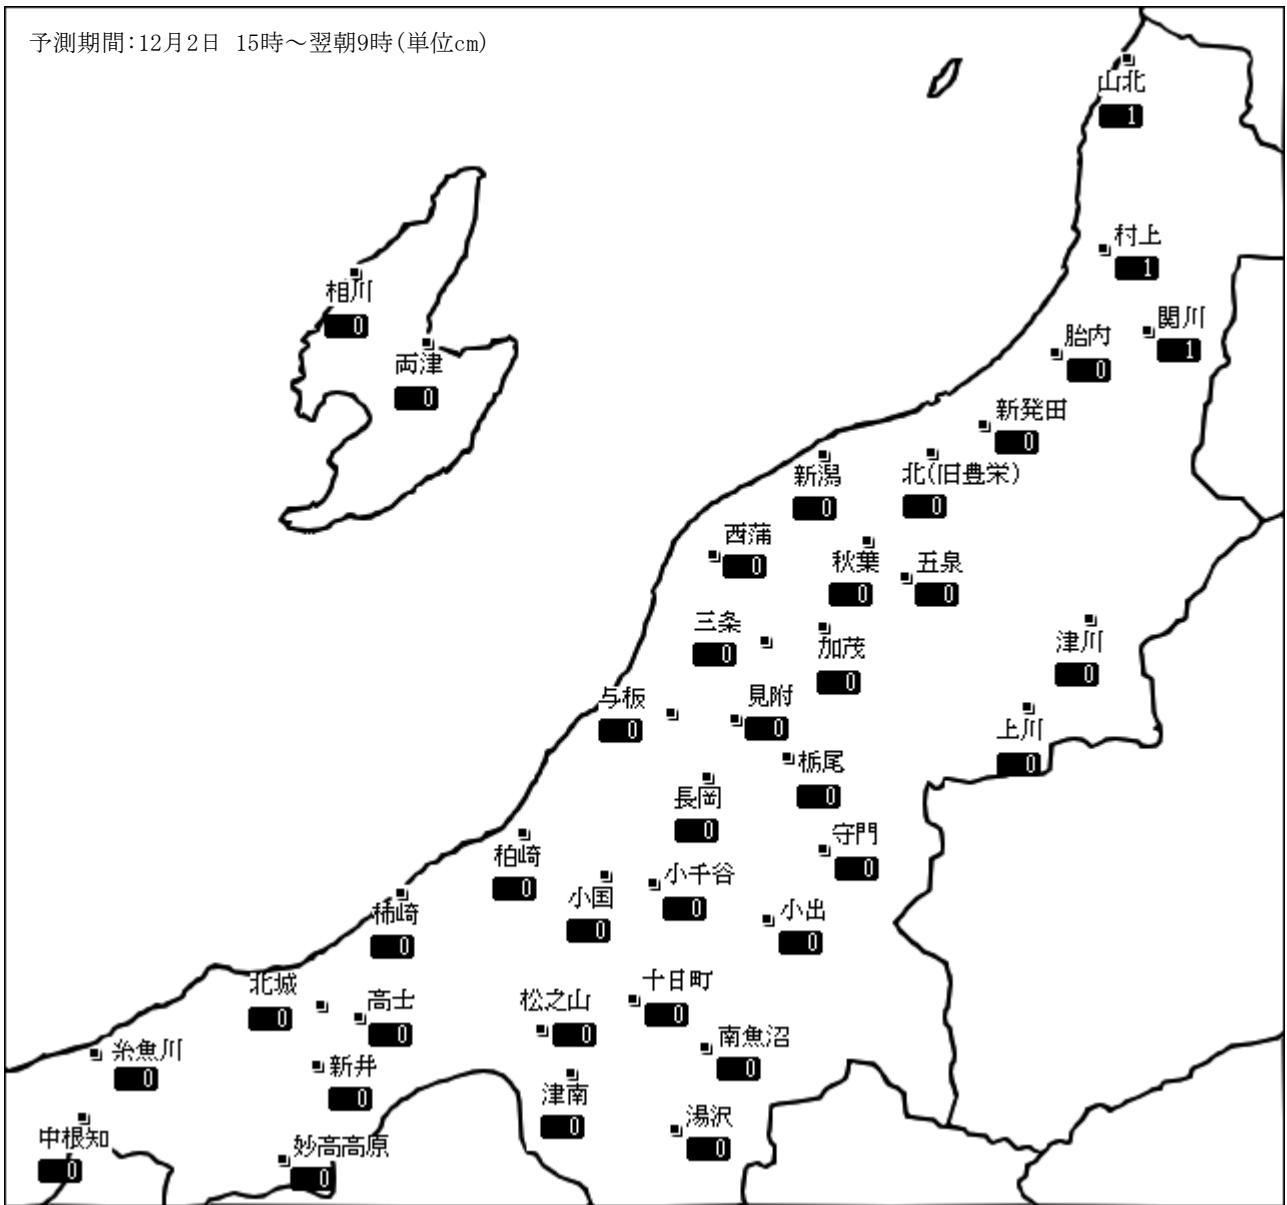 予測期間:12月2日 15時～翌朝9時(単位cm)
山北
1
村上
1
関川
1
胎内
0
相川
0
両津
0
新発田
0
新潟
0
北(旧豊栄)
0
西蒲
0
秋葉
0
五泉
0
三条
0
加茂
0
津川
0
与板
0
見附
0
上川
0
栃尾
0
長岡
0
守門
0
柏崎
0
小国
0
小千谷
0
小出
0
柿崎
0
北城
0
高士
0
松之山
0
十日町
0
南魚沼
0
糸魚川
0
新井
0
津南
0
湯沢
0
中根知
0
妙高高原
0